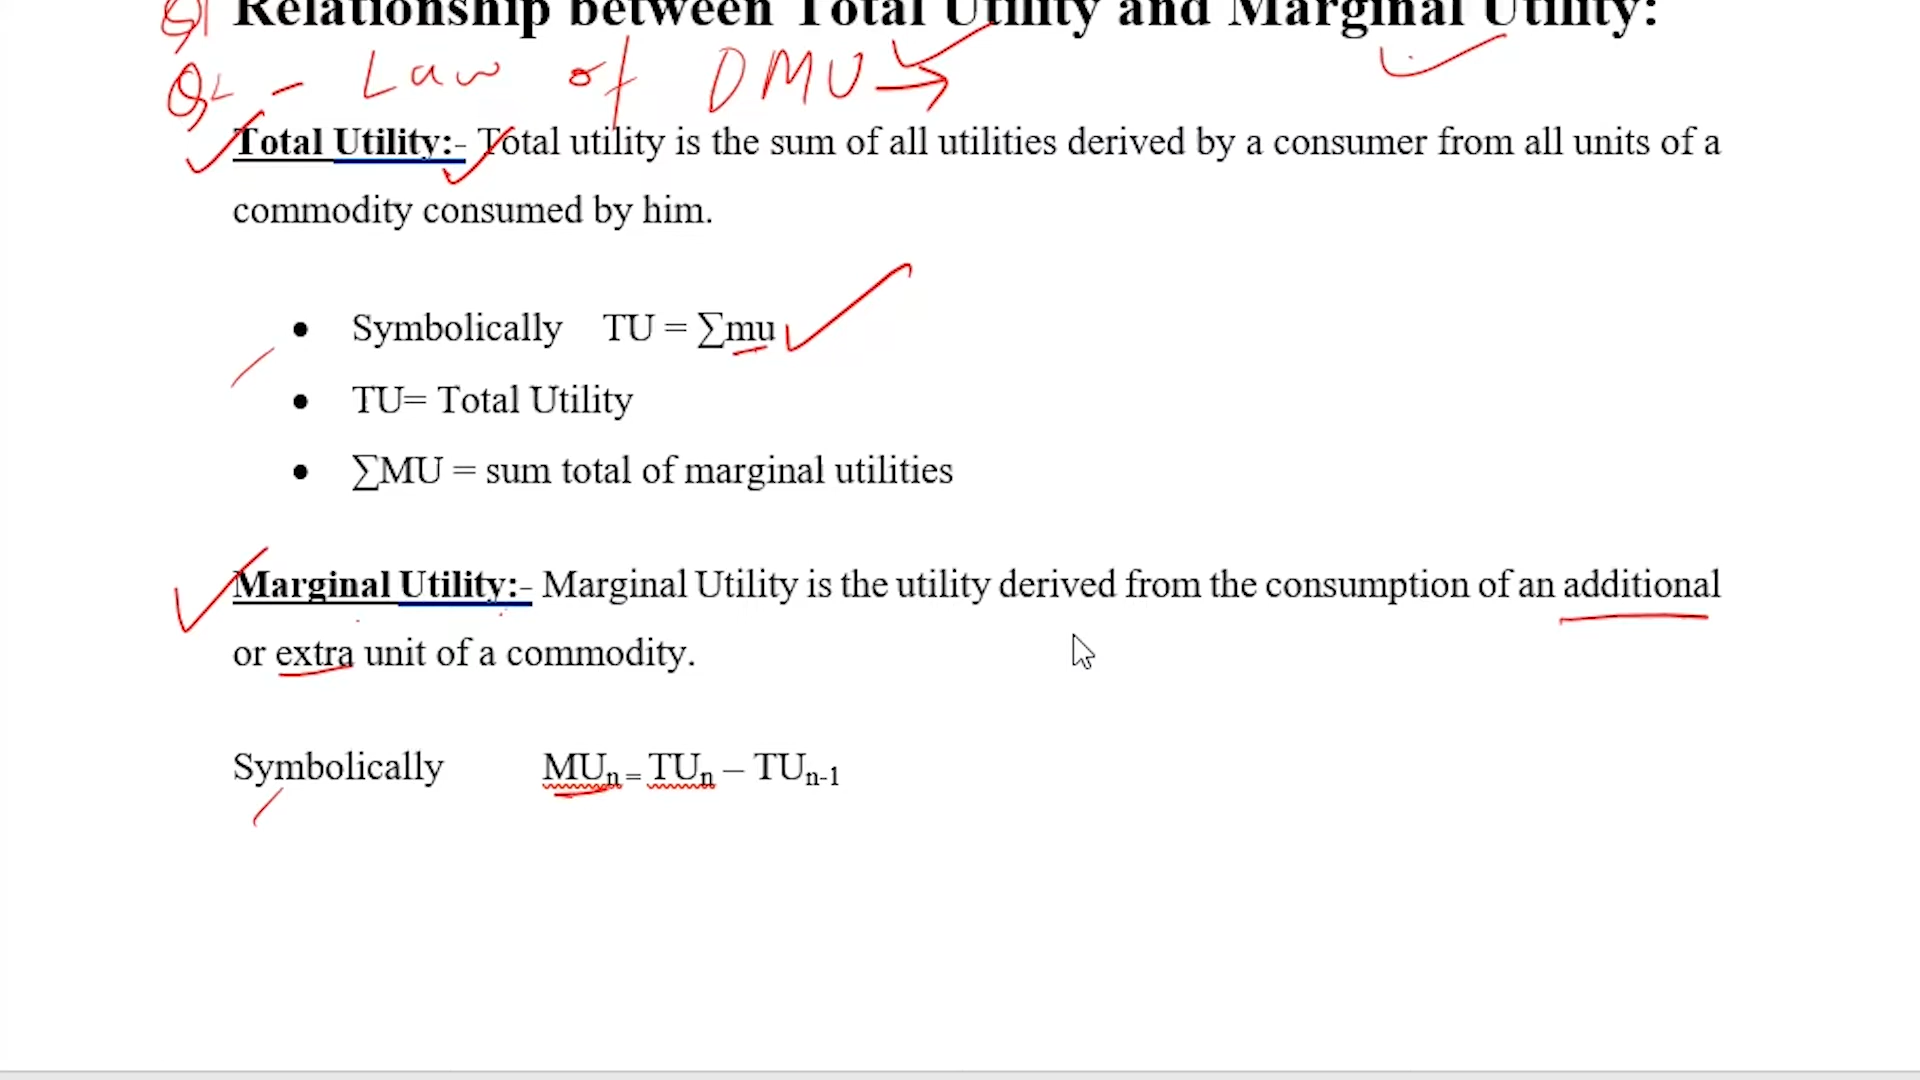 Q1 Relationship between Total Utility and Marginal Utility:
Q2 - Law of DMU →
Total Utility:- Total utility is the sum of all utilities derived by a consumer from all units of a
commodity consumed by him.
• Symbolically TU = ∑mu
• TU= Total Utility
• ∑MU = sum total of marginal utilities
Marginal Utility:- Marginal Utility is the utility derived from the consumption of an additional
or extra unit of a commodity.
Symbolically MUn = TUn – TUn-1